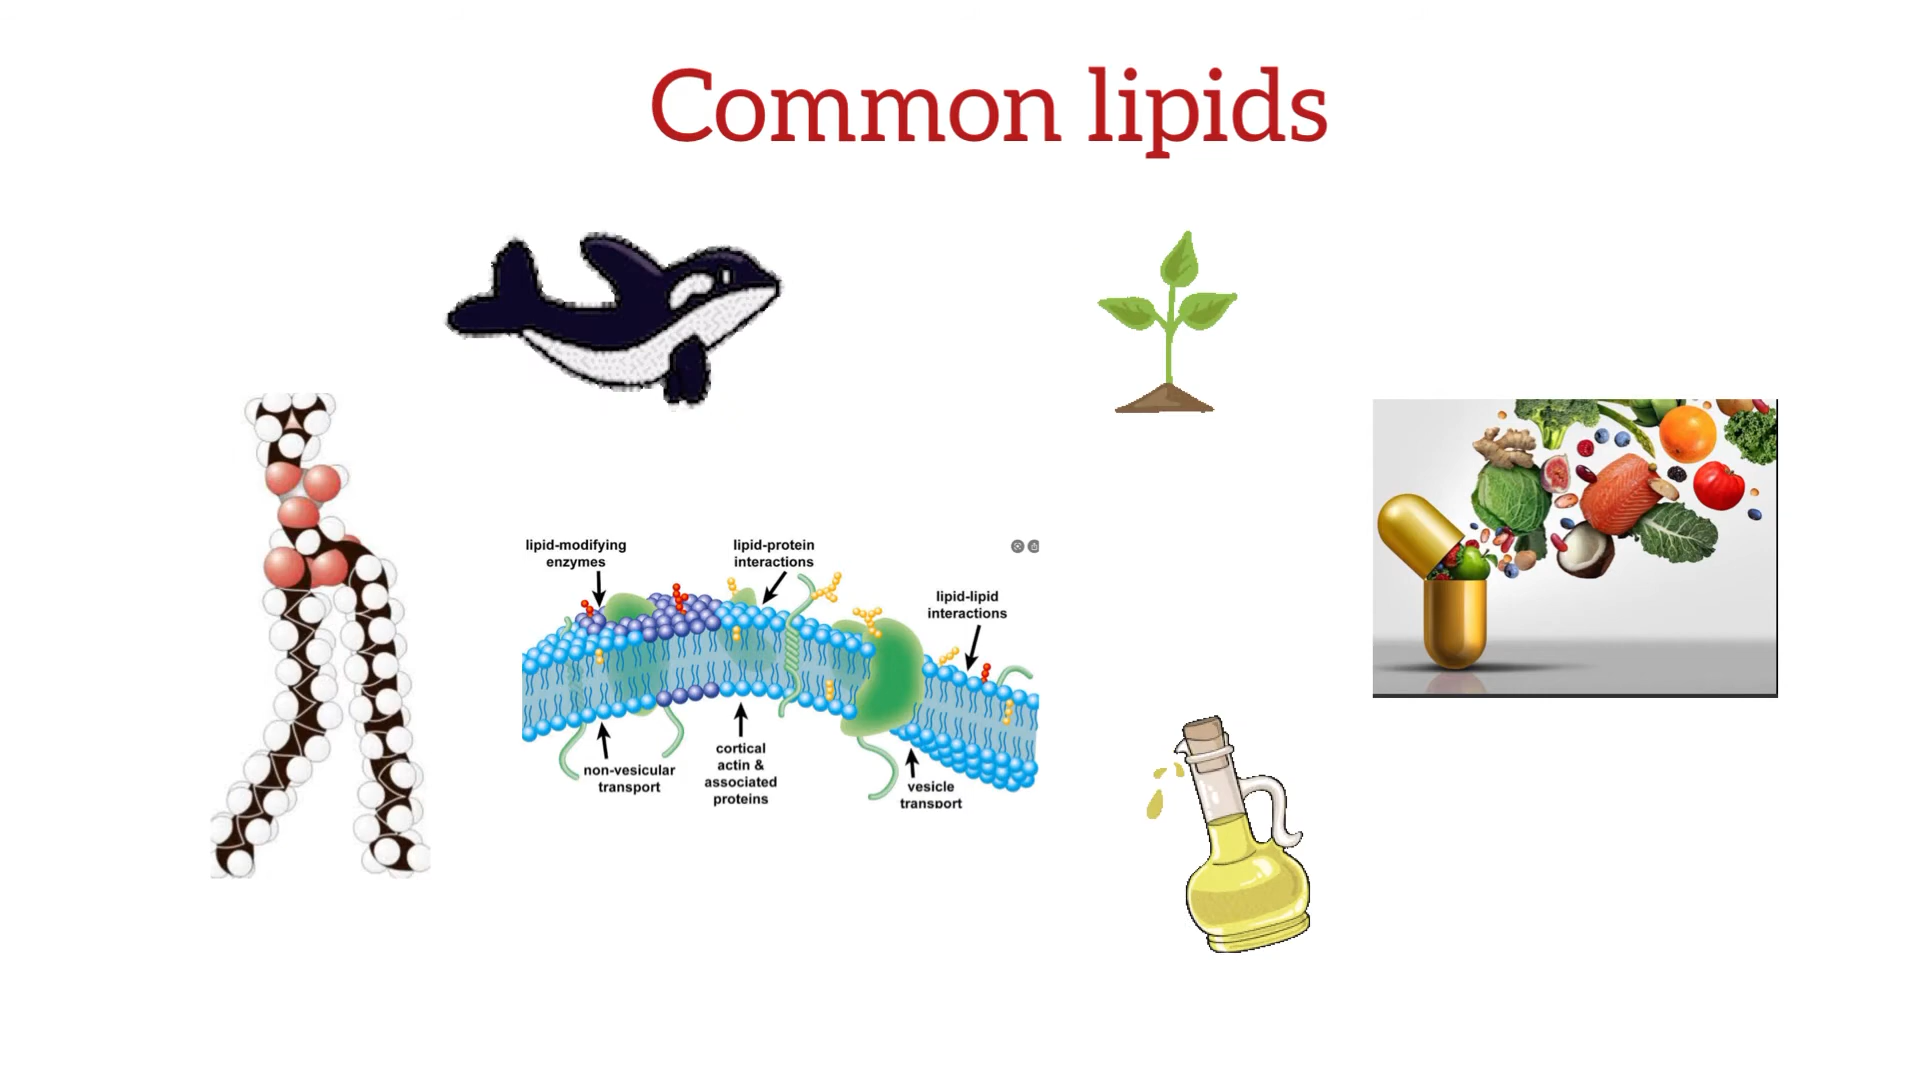 Common lipids
lipid-modifying
enzymes
lipid-protein
interactions
lipid-lipid
interactions
non-vesicular
transport
cortical
actin &
associated
proteins
vesicle
transport